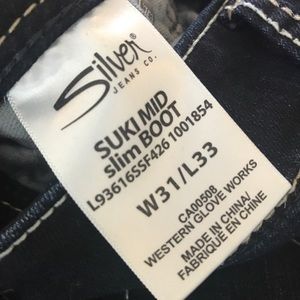 Silver
JEANS CO.
SUKI MID
slim BOOT
L93616SSF426 1001854
W31/L33
CA00508
WESTERN GLOVE WORKS
MADE IN CHINA/
FABRIQUÉ EN CHINE